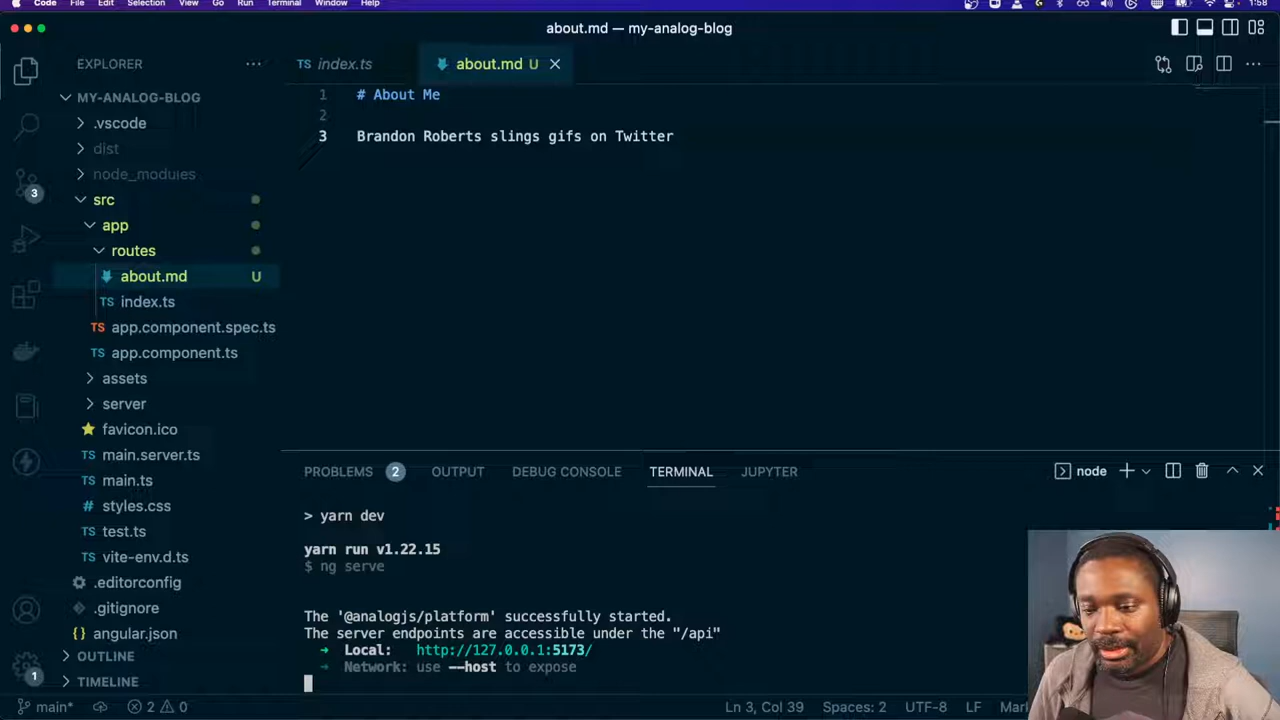 Code File Edit Selection View Go Run Terminal Window Help 1:58
about.md — my-analog-blog
EXPLORER
index.ts
about.md U
MY-ANALOG-BLOG
.vscode
dist
node_modules
src
app
routes
about.md U
index.ts
app.component.spec.ts
app.component.ts
assets
server
favicon.ico
main.server.ts
main.ts
styles.css
test.ts
vite-env.d.ts
.editorconfig
.gitignore
angular.json
OUTLINE
TIMELINE
3
1
1 # About Me
2
3 Brandon Roberts slings gifs on Twitter
PROBLEMS 2 OUTPUT DEBUG CONSOLE TERMINAL JUPYTER node
> yarn dev
yarn run v1.22.15
$ ng serve
The '@analogjs/platform' successfully started.
The server endpoints are accessible under the "/api"
➜ Local: http://127.0.0.1:5173/
➜ Network: use --host to expose
main* 2 0 Ln 3, Col 39 Spaces: 2 UTF-8 LF